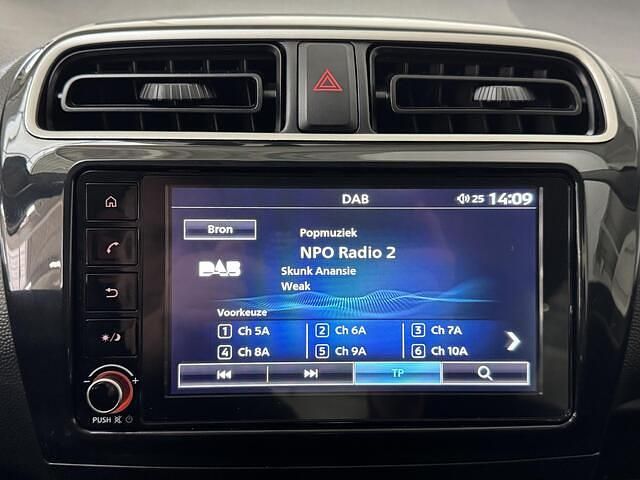 DAB
25 14:09
Bron
Popmuziek
NPO Radio 2
DAB
Skunk Anansie
Weak
Voorkeuze
1 Ch 5A
2 Ch 6A
3 Ch 7A
4 Ch 8A
5 Ch 9A
6 Ch 10A
TP
- +
PUSH